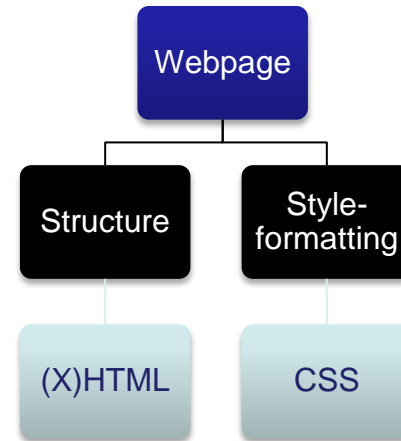 Webpage
Structure
Style-
formatting
(X)HTML
CSS